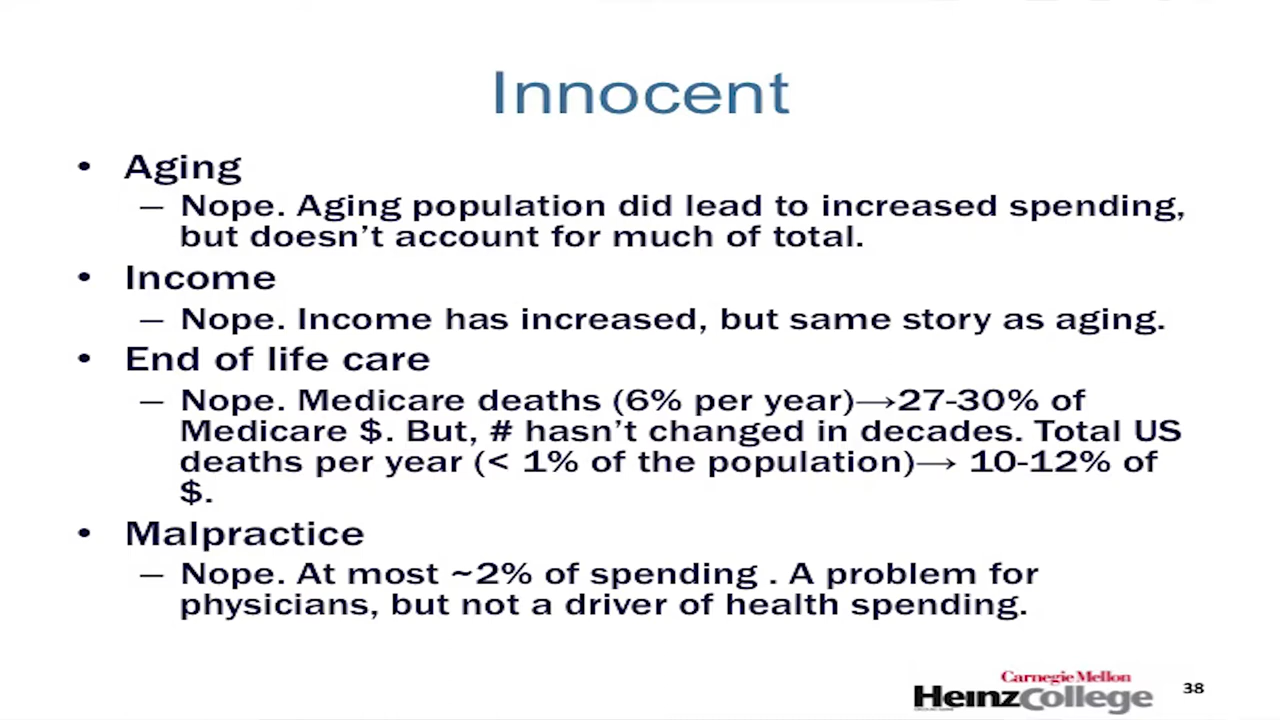 Innocent
• Aging
– Nope. Aging population did lead to increased spending,
but doesn't account for much of total.
• Income
– Nope. Income has increased, but same story as aging.
• End of life care
– Nope. Medicare deaths (6% per year)→27-30% of
Medicare $. But, # hasn't changed in decades. Total US
deaths per year (< 1% of the population)→ 10-12% of
$.
• Malpractice
– Nope. At most ~2% of spending . A problem for
physicians, but not a driver of health spending.
Carnegie Mellon
HeinzCollege
38